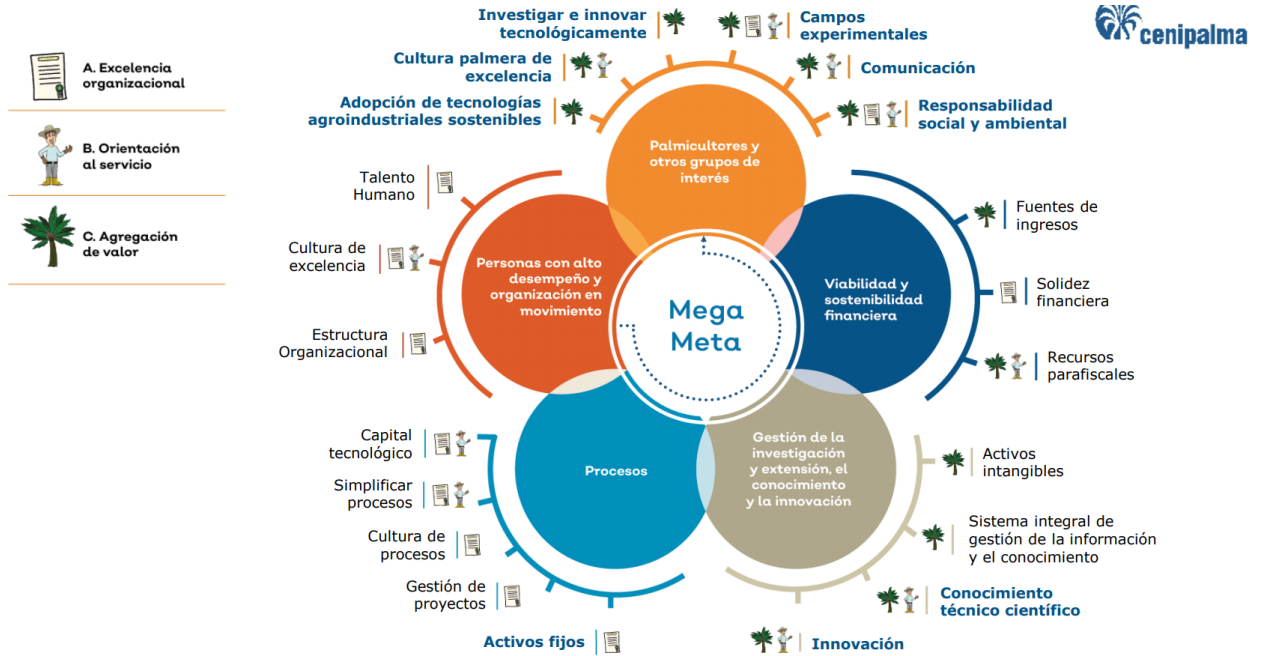 cenipalma
A. Excelencia
organizacional
B. Orientación
al servicio
C. Agregación
de valor
Investigar e innovar
tecnológicamente
Cultura palmera de
excelencia
Adopción de tecnologías
agroindustriales sostenibles
Campos
experimentales
Comunicación
Responsabilidad
social y ambiental
Palmicultores y
otros grupos de
interés
Talento
Humano
Cultura de
excelencia
Estructura
Organizacional
Personas con alto
desempeño y
organización en
movimiento
Mega
Meta
Viabilidad y
sostenibilidad
financiera
Fuentes de
ingresos
Solidez
financiera
Recursos
parafiscales
Capital
tecnológico
Simplificar
procesos
Cultura de
procesos
Gestión de
proyectos
Activos fijos
Procesos
Gestión de la
investigación
y extensión, el
conocimiento
y la innovación
Activos
intangibles
Sistema integral de
gestión de la información
y el conocimiento
Conocimiento
técnico científico
Innovación